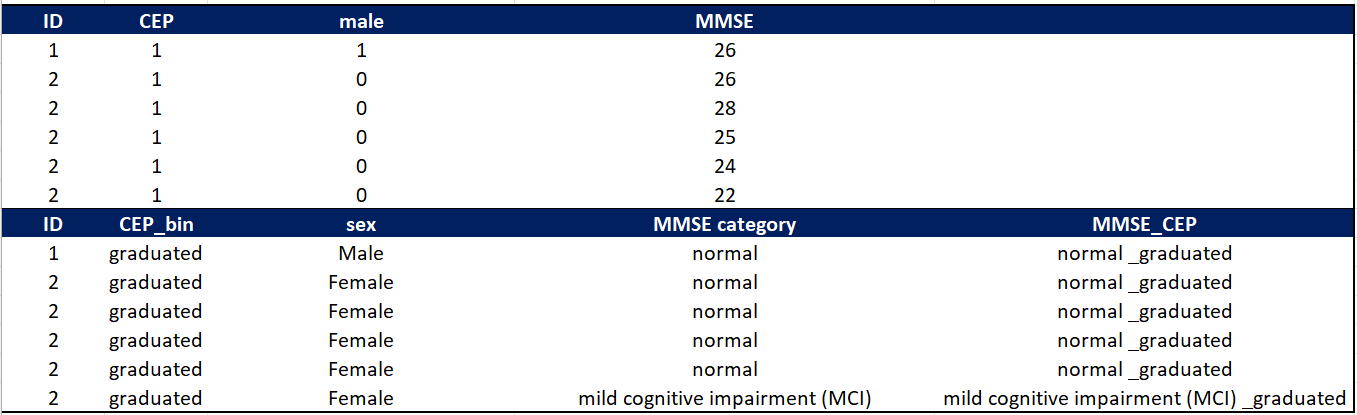 ID CEP male MMSE
1 1 1 26
2 1 0 26
2 1 0 28
2 1 0 25
2 1 0 24
2 1 0 22
ID CEP_bin sex MMSE category MMSE_CEP
1 graduated Male normal normal _graduated
2 graduated Female normal normal _graduated
2 graduated Female normal normal _graduated
2 graduated Female normal normal _graduated
2 graduated Female normal normal _graduated
2 graduated Female mild cognitive impairment (MCI) mild cognitive impairment (MCI) _graduated